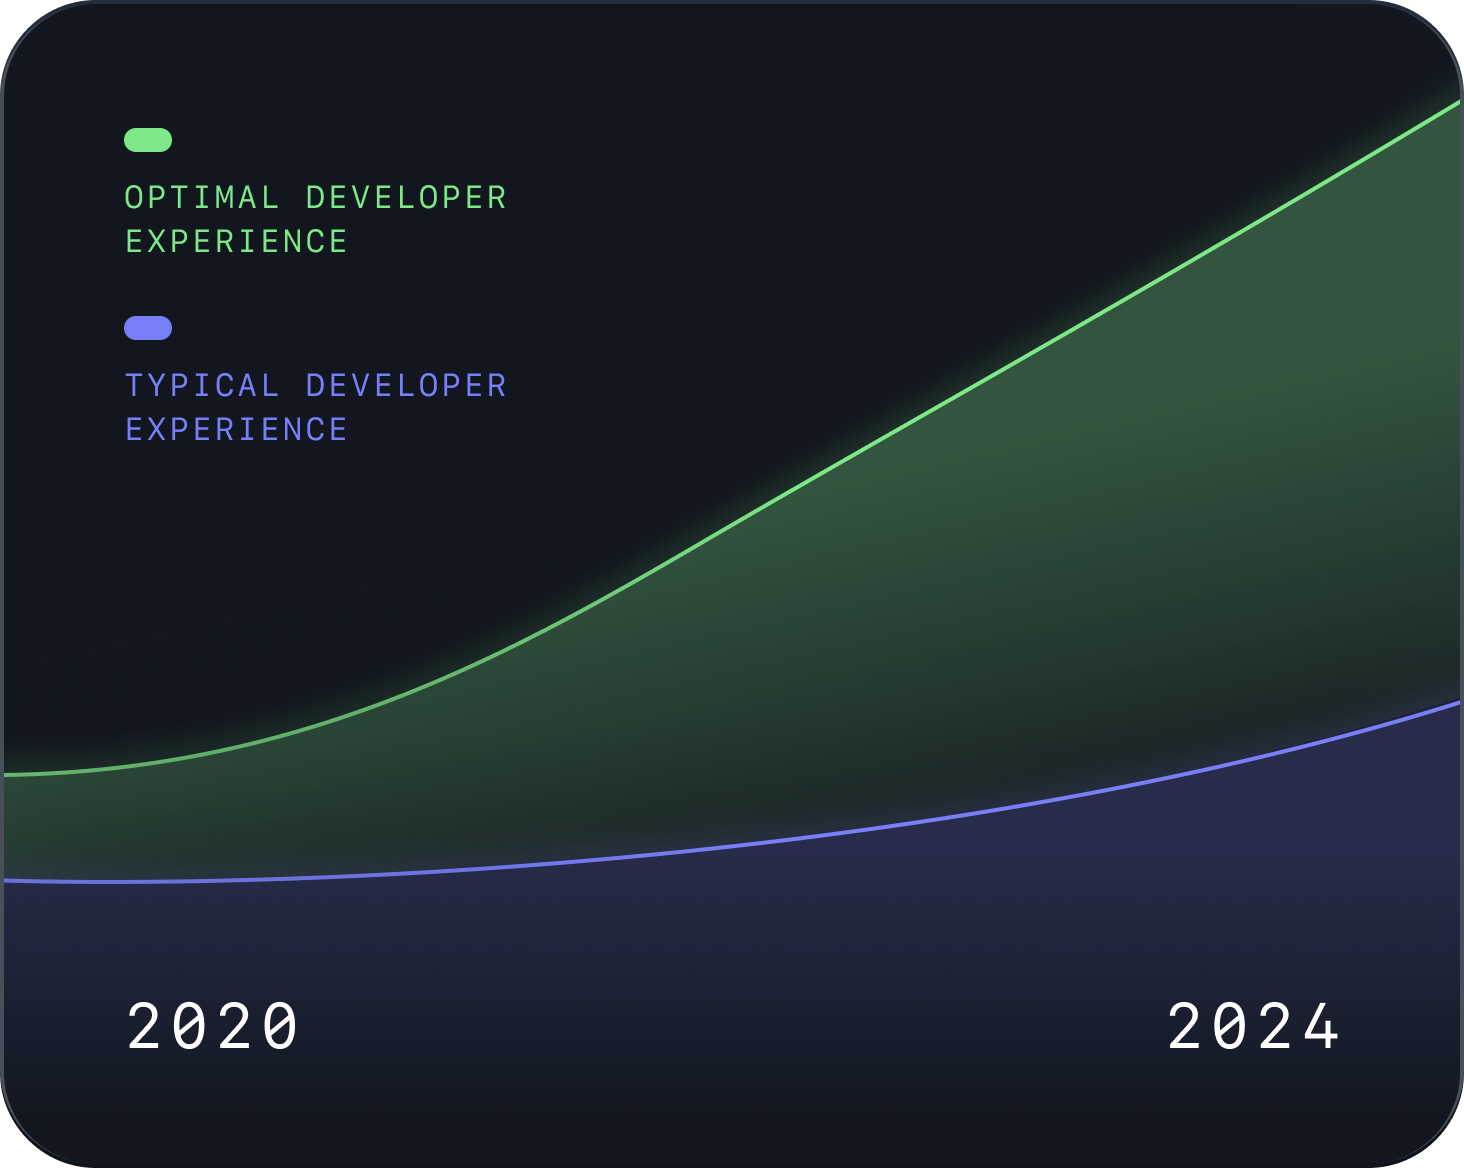 OPTIMAL DEVELOPER
EXPERIENCE
TYPICAL DEVELOPER
EXPERIENCE
2020
2024